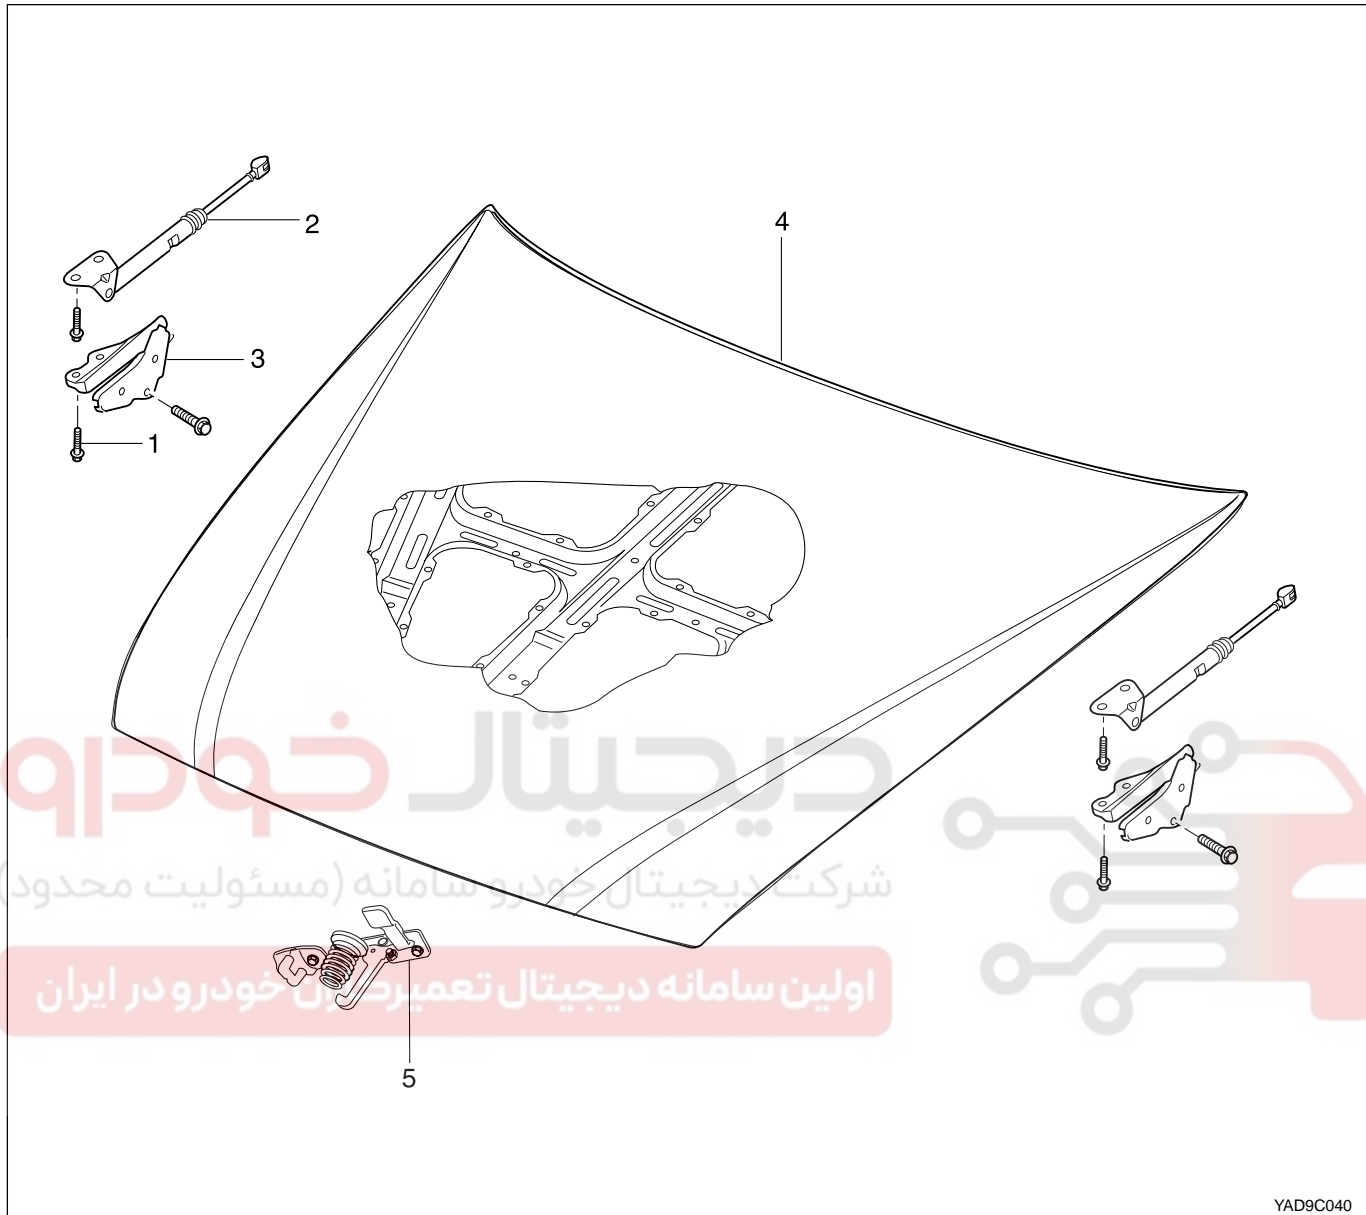 2
4
3
1
دیجیتال خودرو
شرکت دیجیتال خودرو سامانه (مسئولیت محدود)
اولین سامانه دیجیتال تعمیرکاران خودرو در ایران
5
YAD9C040